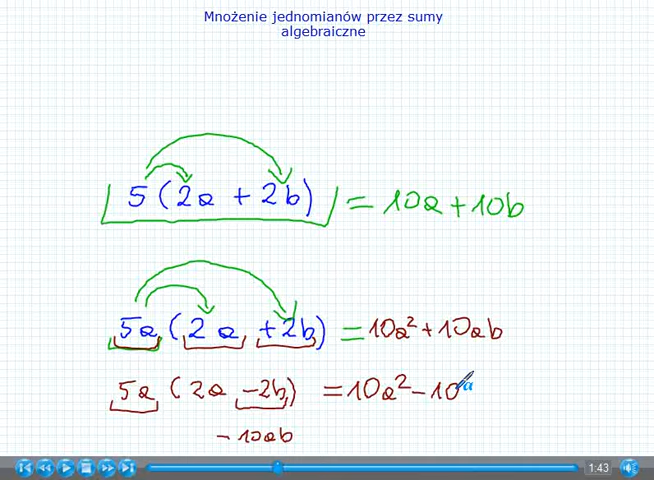 Mnożenie jednomianów przez sumy
algebraiczne
5 (2a + 2b) = 10a + 10b
5a (2a + 2b) = 10a² + 10ab
5a (2a - 2b) = 10a² - 10
- 10ab
1:43